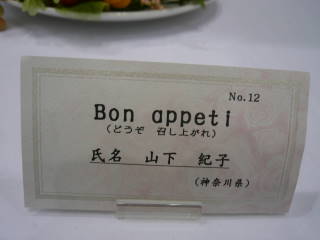 No.12
Bon appeti
(どうぞ 召し上がれ)
氏名 山下 紀子
(神奈川県)